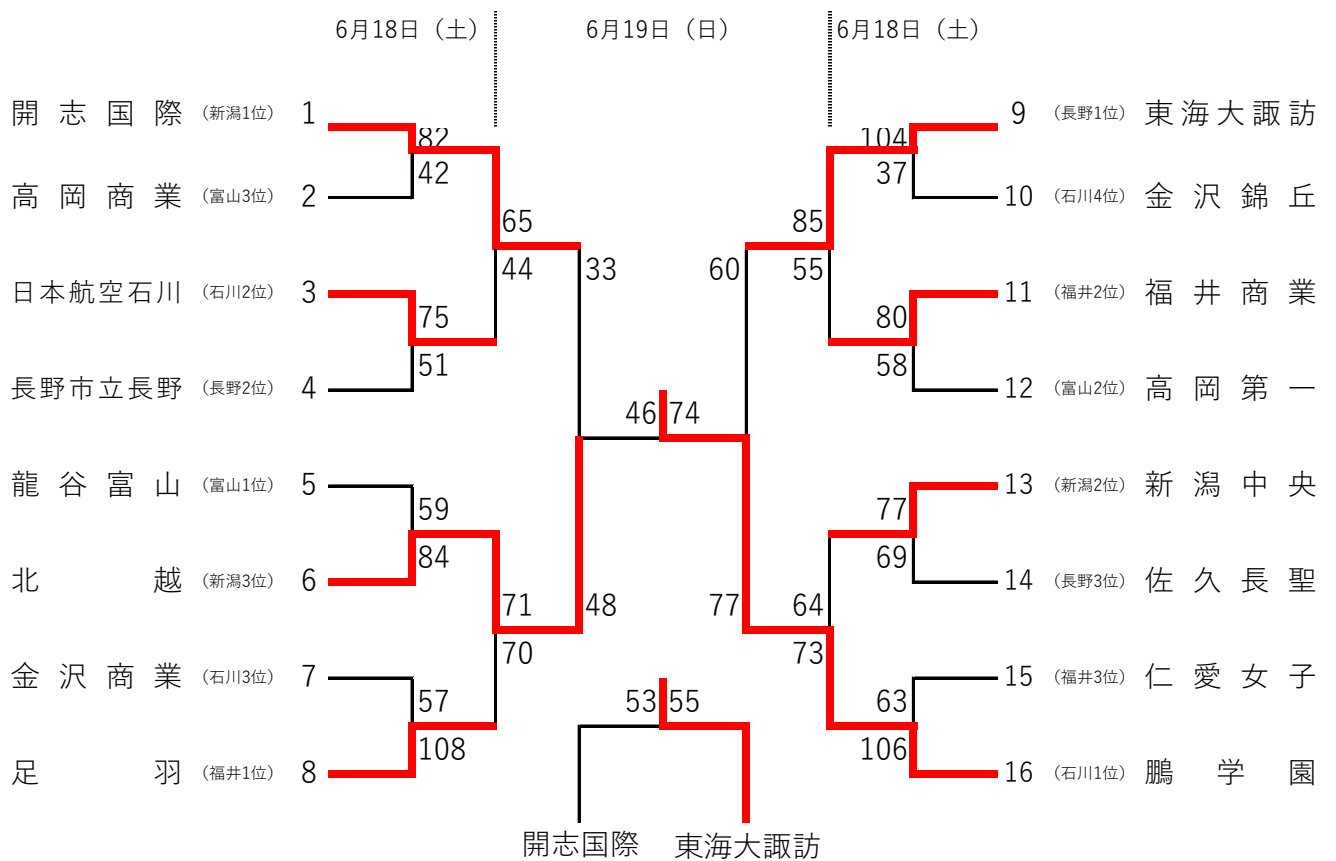 6月18日（土） 6月19日（日） 6月18日（土）
開志国際 （新潟1位） 1 9 （長野1位） 東海大諏訪
82 104
42 37
高岡商業 （富山3位） 2 10 （石川4位） 金沢錦丘
65 85
44 33 60 55
日本航空石川 （石川2位） 3 11 （福井2位） 福井商業
75 80
51 58
長野市立長野 （長野2位） 4 12 （富山2位） 高岡第一
46 74
龍谷富山 （富山1位） 5 13 （新潟2位） 新潟中央
59 77
84 69
北越 （新潟3位） 6 14 （長野3位） 佐久長聖
71 48 77 64
70 73
金沢商業 （石川3位） 7 15 （福井3位） 仁愛女子
57 53 55 63
108 106
足羽 （福井1位） 8 16 （石川1位） 鵬学園
開志国際 東海大諏訪